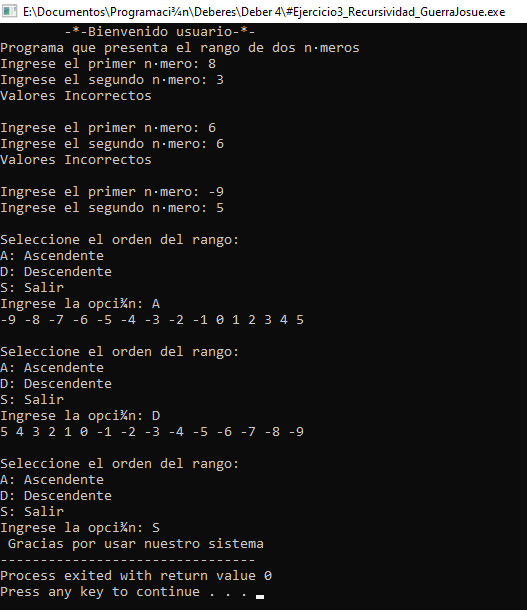 E:\Documentos\Programaci¾n\Deberes\Deber 4\#Ejercicio3_Recursividad_GuerraJosue.exe
-*-Bienvenido usuario-*-
Programa que presenta el rango de dos n·meros
Ingrese el primer n·mero: 8
Ingrese el segundo n·mero: 3
Valores Incorrectos
Ingrese el primer n·mero: 6
Ingrese el segundo n·mero: 6
Valores Incorrectos
Ingrese el primer n·mero: -9
Ingrese el segundo n·mero: 5
Seleccione el orden del rango:
A: Ascendente
D: Descendente
S: Salir
Ingrese la opci¾n: A
-9 -8 -7 -6 -5 -4 -3 -2 -1 0 1 2 3 4 5
Seleccione el orden del rango:
A: Ascendente
D: Descendente
S: Salir
Ingrese la opci¾n: D
5 4 3 2 1 0 -1 -2 -3 -4 -5 -6 -7 -8 -9
Seleccione el orden del rango:
A: Ascendente
D: Descendente
S: Salir
Ingrese la opci¾n: S
Gracias por usar nuestro sistema
--------------------------------
Process exited with return value 0
Press any key to continue . . .